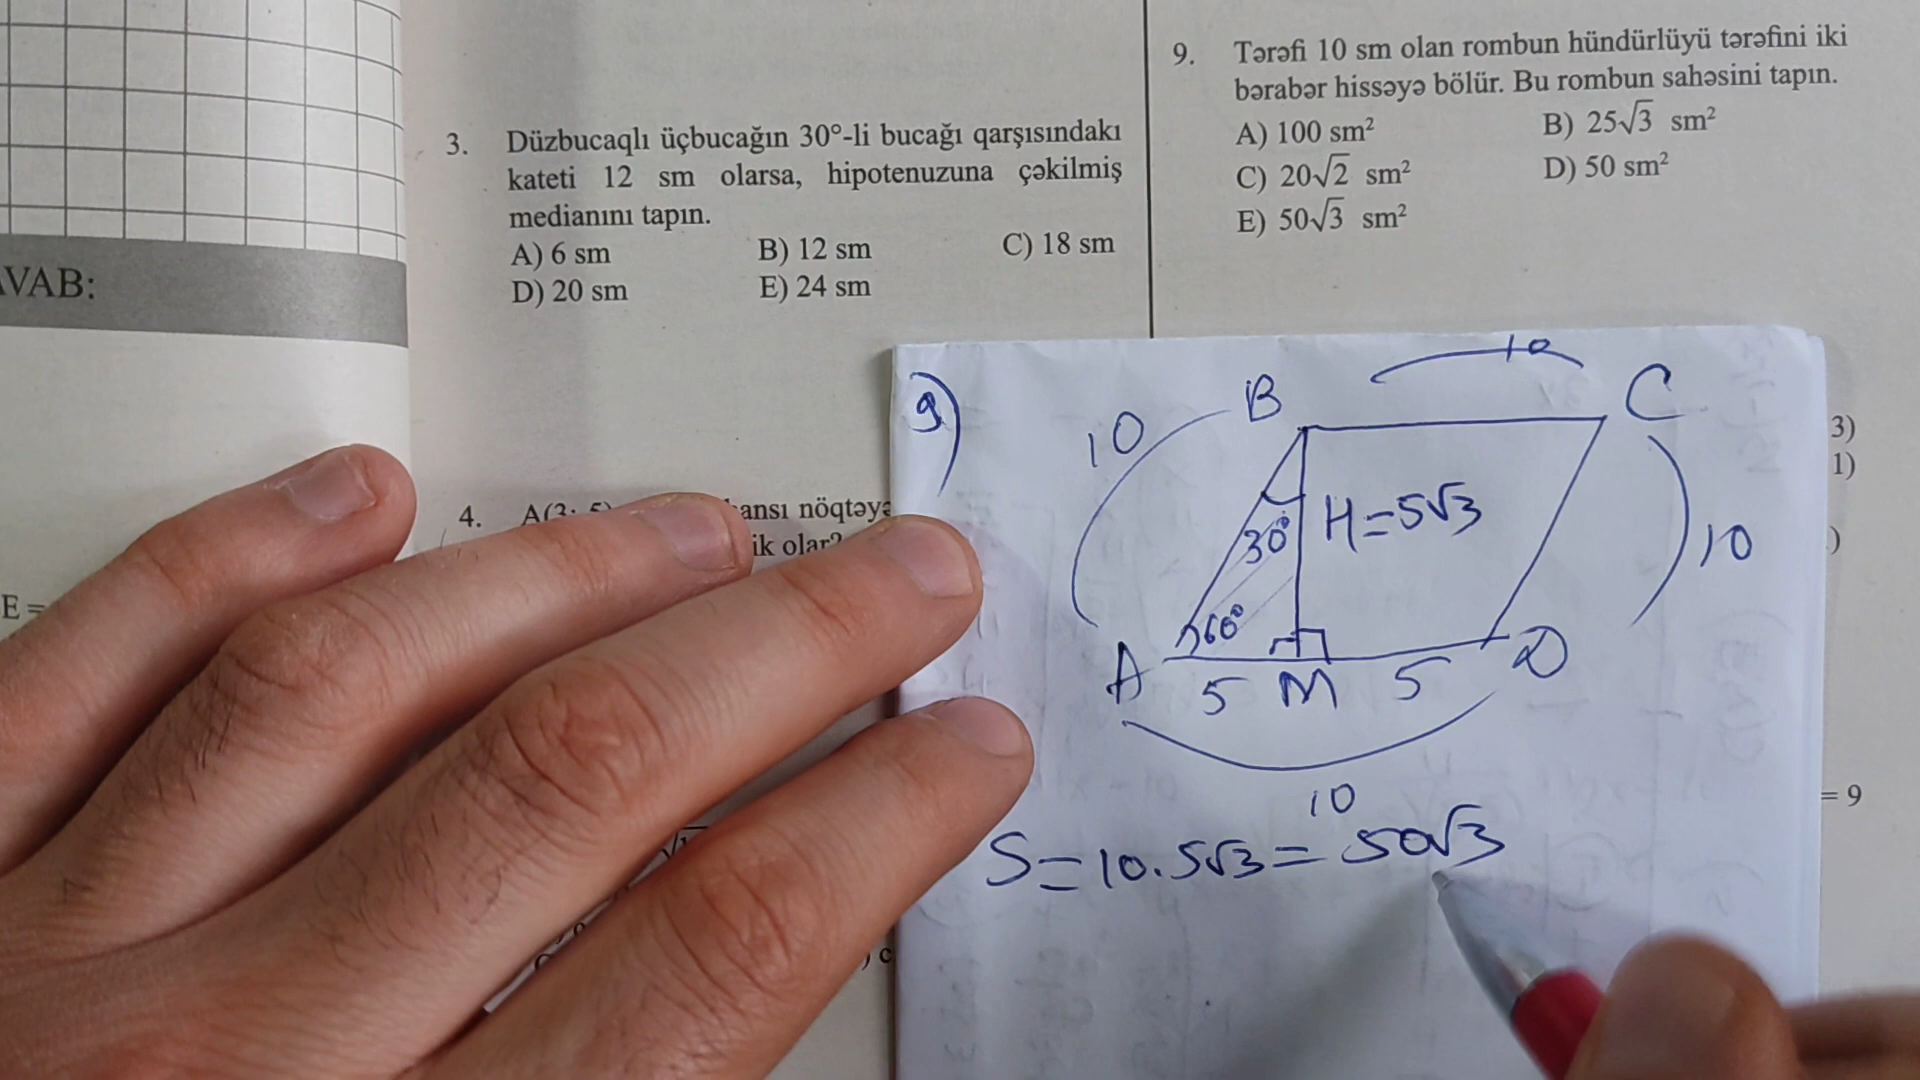 VAB:
E =
3. Düzbucaqlı üçbucağın 30°-li bucağı qarşısındakı
kateti 12 sm olarsa, hipotenuzuna çəkilmiş
medianını tapın.
A) 6 sm B) 12 sm C) 18 sm
D) 20 sm E) 24 sm
4. ansı nöqtəyə
ik olar?
9. Tərəfi 10 sm olan rombun hündürlüyü tərəfini iki
bərabər hissəyə bölür. Bu rombun sahəsini tapın.
A) 100 sm² B) 25√3 sm²
C) 20√2 sm² D) 50 sm²
E) 50√3 sm²
3)
1)
)
= 9
9)
10
B C
10
30° H=5√3
10
60°
A 5 M 5 D
10
S=10.5√3=50√3